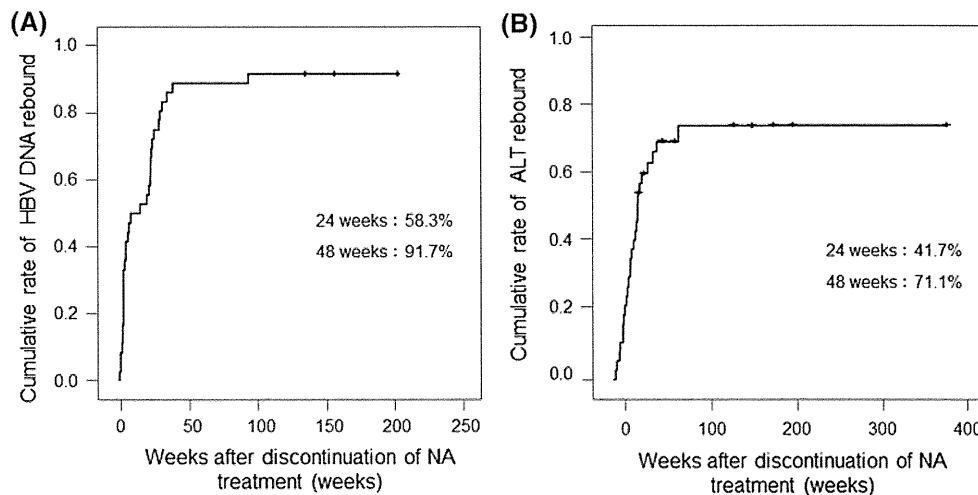 (A)
Cumulative rate of HBV DNA rebound
1.0
0.8
0.6
0.4
0.2
0.0
24 weeks : 58.3%
48 weeks : 91.7%
0 50 100 150 200 250
Weeks after discontinuation of NA
treatment (weeks)
(B)
Cumulative rate of ALT rebound
1.0
0.8
0.6
0.4
0.2
0.0
24 weeks : 41.7%
48 weeks : 71.1%
0 100 200 300 400
Weeks after discontinuation of NA
treatment (weeks)